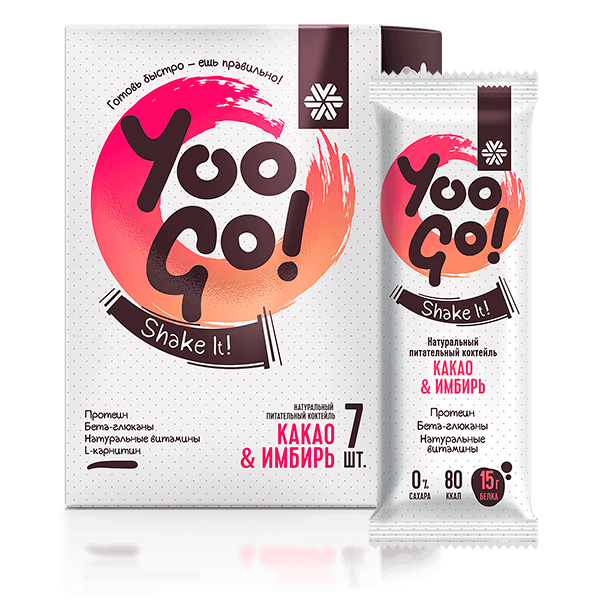 Готовь быстро – ешь правильно!
Yoo
Go!
Shake It!
Протеин
Бета-глюканы
Натуральные витамины
L-карнитин
НАТУРАЛЬНЫЙ
ПИТАТЕЛЬНЫЙ КОКТЕЙЛЬ
КАКАО
& ИМБИРЬ
7
ШТ.
Yoo
Go!
Shake It!
Натуральный
питательный коктейль
КАКАО
& ИМБИРЬ
Протеин
Бета-глюканы
Натуральные
витамины
0%
САХАРА
80
ККАЛ
15г
БЕЛКА